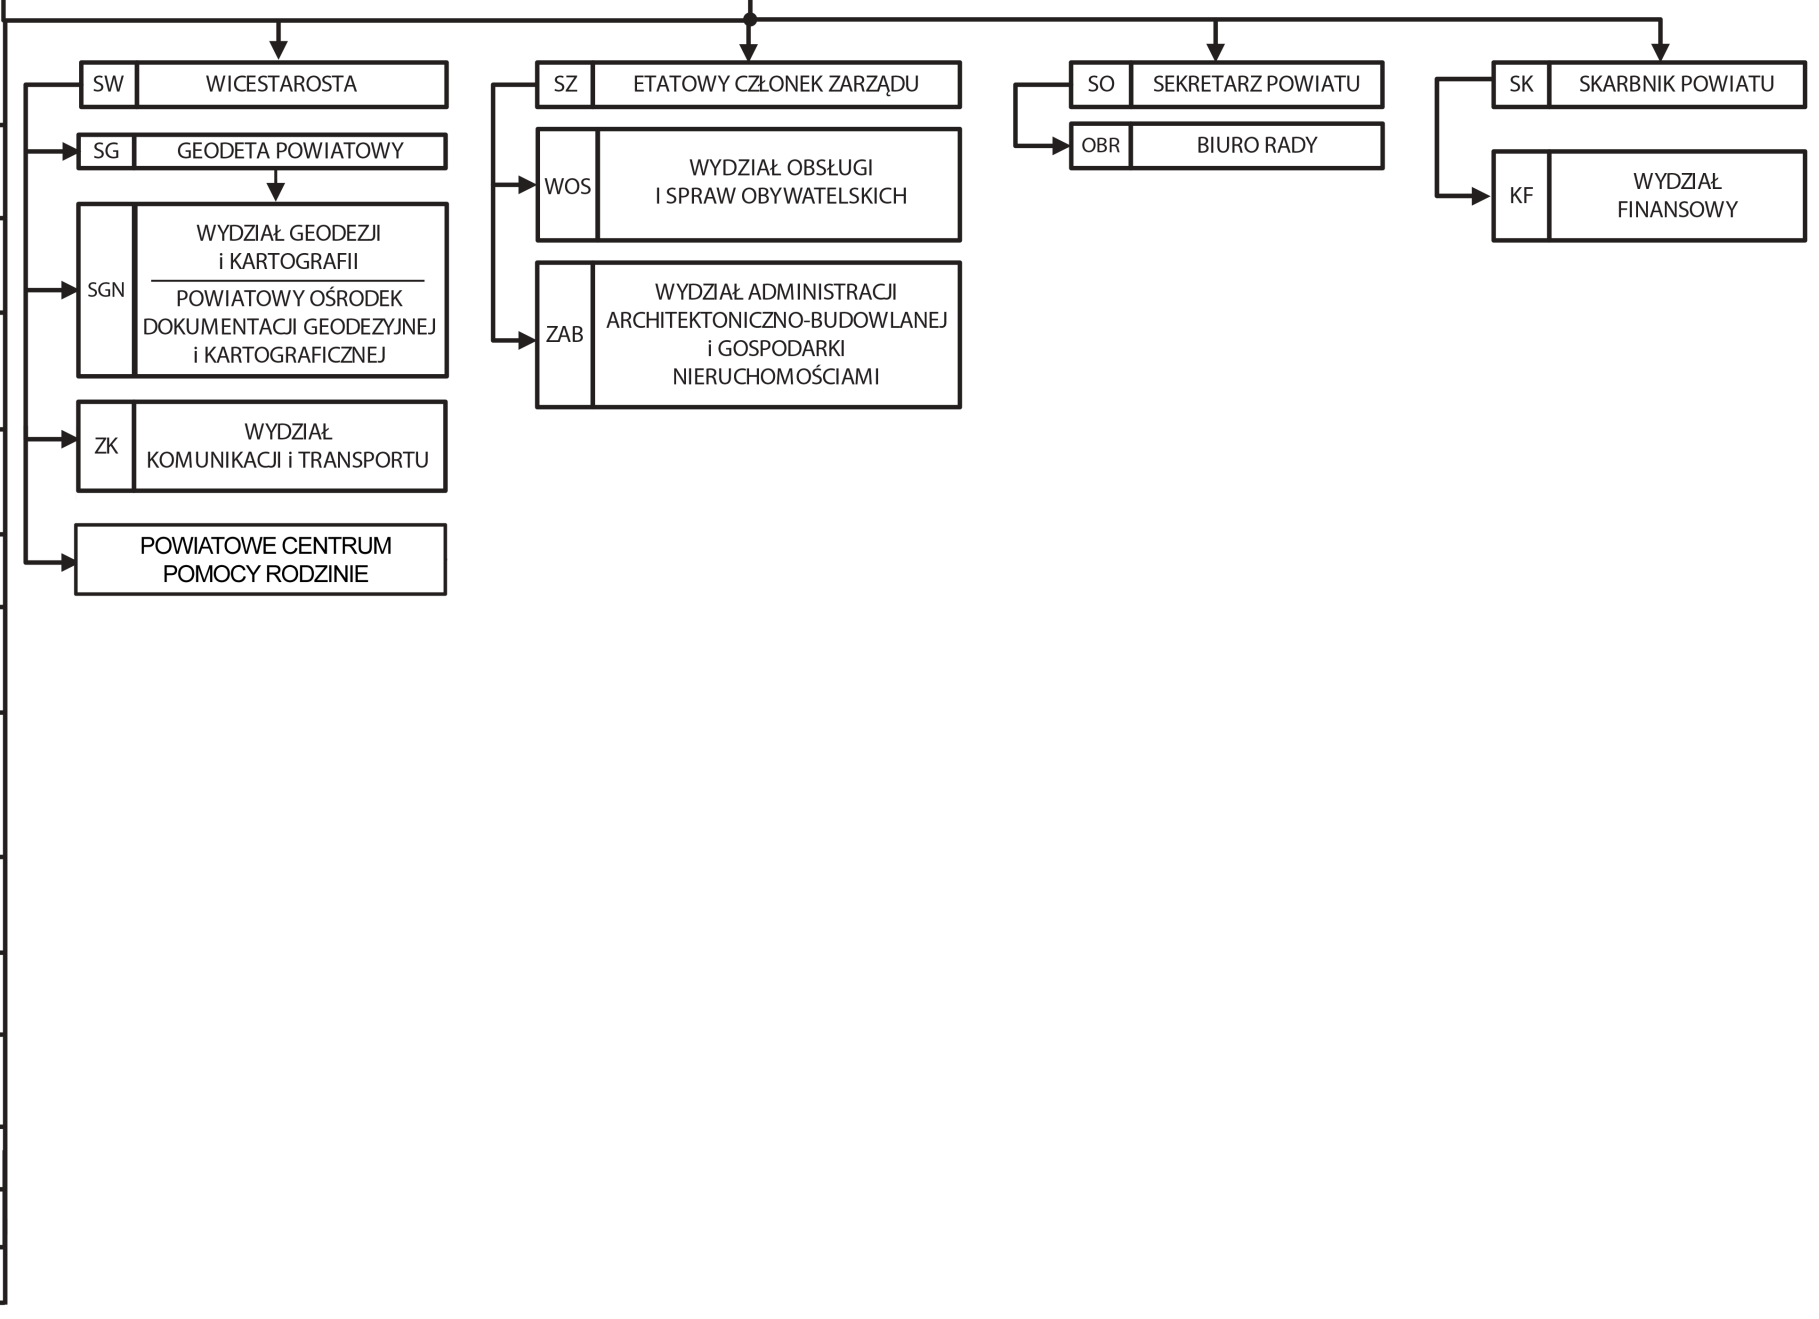 SW WICESTAROSTA
SG GEODETA POWIATOWY
SGN
WYDZIAŁ GEODEZJI
i KARTOGRAFII
POWIATOWY OŚRODEK
DOKUMENTACJI GEODEZYJNEJ
i KARTOGRAFICZNEJ
ZK
WYDZIAŁ
KOMUNIKACJI i TRANSPORTU
POWIATOWE CENTRUM
POMOCY RODZINIE
SZ ETATOWY CZŁONEK ZARZĄDU
WOS
WYDZIAŁ OBSŁUGI
I SPRAW OBYWATELSKICH
ZAB
WYDZIAŁ ADMINISTRACJI
ARCHITEKTONICZNO-BUDOWLANEJ
i GOSPODARKI
NIERUCHOMOŚCIAMI
SO SEKRETARZ POWIATU
OBR BIURO RADY
SK SKARBNIK POWIATU
KF
WYDZIAŁ
FINANSOWY